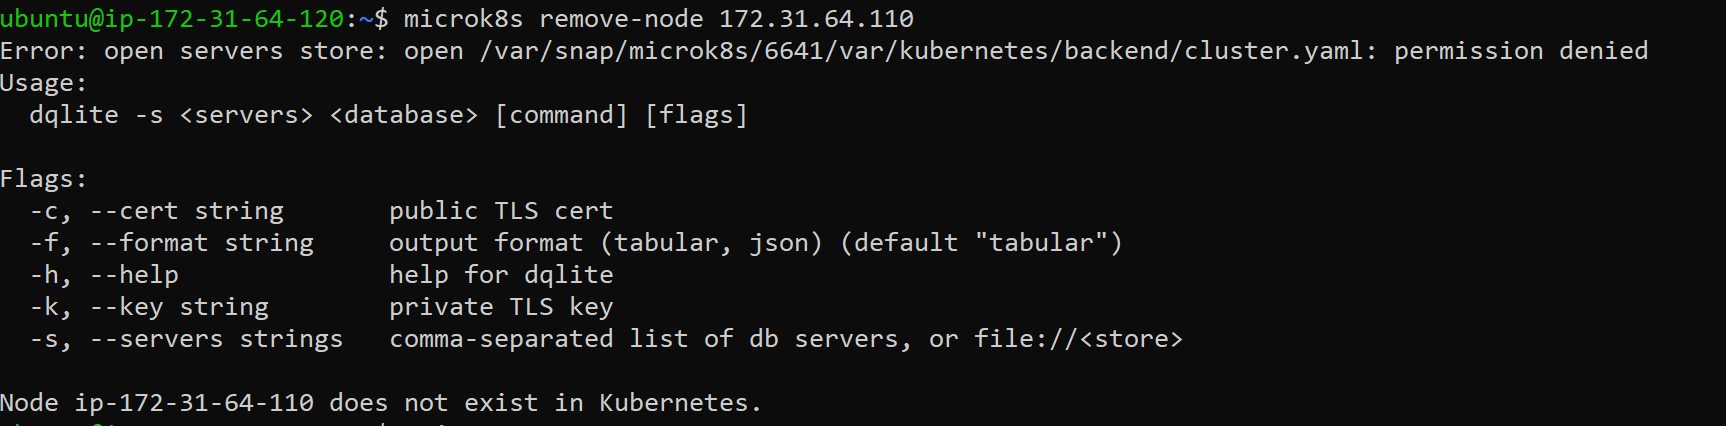 ubuntu@ip-172-31-64-120:~$ microk8s remove-node 172.31.64.110
Error: open servers store: open /var/snap/microk8s/6641/var/kubernetes/backend/cluster.yaml: permission denied
Usage:
  dqlite -s <servers> <database> [command] [flags]

Flags:
  -c, --cert string       public TLS cert
  -f, --format string     output format (tabular, json) (default "tabular")
  -h, --help              help for dqlite
  -k, --key string        private TLS key
  -s, --servers strings   comma-separated list of db servers, or file://<store>

Node ip-172-31-64-110 does not exist in Kubernetes.